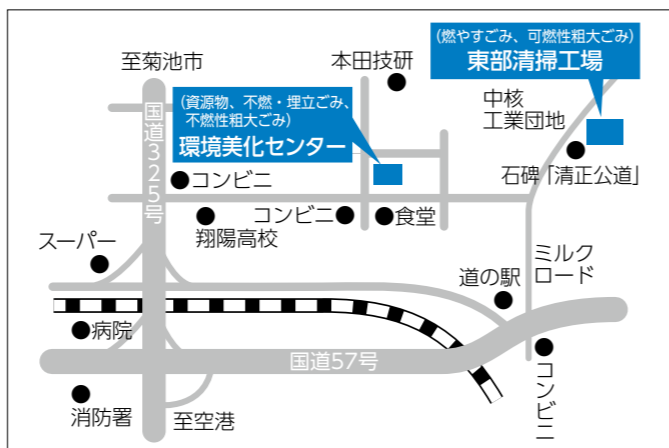 至菊池市
本田技研
(燃やすごみ、可燃性粗大ごみ)
東部清掃工場
国道325号
(資源物、不燃・埋立ごみ、
不燃性粗大ごみ)
環境美化センター
中核
工業団地
石碑「清正公道」
コンビニ
翔陽高校
コンビニ
食堂
スーパー
ミルク
ロード
道の駅
病院
国道57号
コンビニ
消防署
至空港